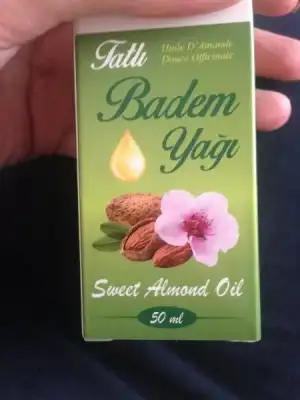 Tatlı
Huile D'Amande
Douce Officinale
Badem
Yağı
Sweet Almond Oil
50 ml